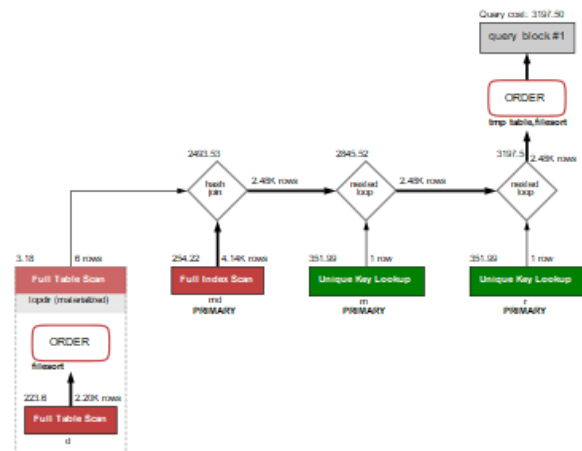 Query cost: 3197.50
query block #1
ORDER
tmp table, filesort
2493.53
2845.52
3197.5
2.48K rows
hash
join
2.48K rows
nested
loop
2.48K rows
nested
loop
3.18
6 rows
254.22
4.14K rows
351.99
1 row
351.99
1 row
Full Table Scan
Full Index Scan
Unique Key Lookup
Unique Key Lookup
topdir (materialized)
md
PRIMARY
m
PRIMARY
r
PRIMARY
ORDER
filesort
223.6
2.20K rows
Full Table Scan
d